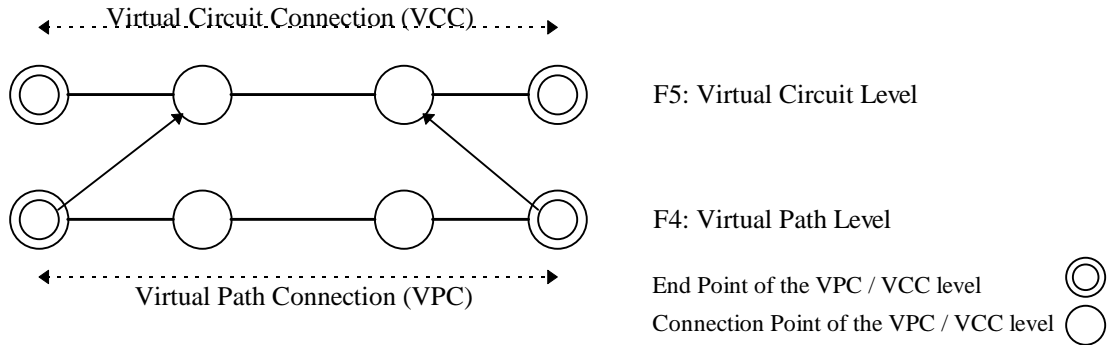 Virtual Circuit Connection (VCC)
F5: Virtual Circuit Level
F4: Virtual Path Level
Virtual Path Connection (VPC)
End Point of the VPC / VCC level
Connection Point of the VPC / VCC level